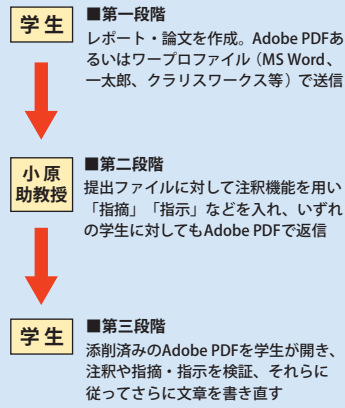 学生
■第一段階
レポート・論文を作成。Adobe PDFあ
るいはワープロファイル（MS Word、
一太郎、クラリスワークス等）で送信
小原
助教授
■第二段階
提出ファイルに対して注釈機能を用い
「指摘」「指示」などを入れ、いずれ
の学生に対してもAdobe PDFで返信
学生
■第三段階
添削済みのAdobe PDFを学生が開き、
注釈や指摘・指示を検証、それらに
従ってさらに文章を書き直す